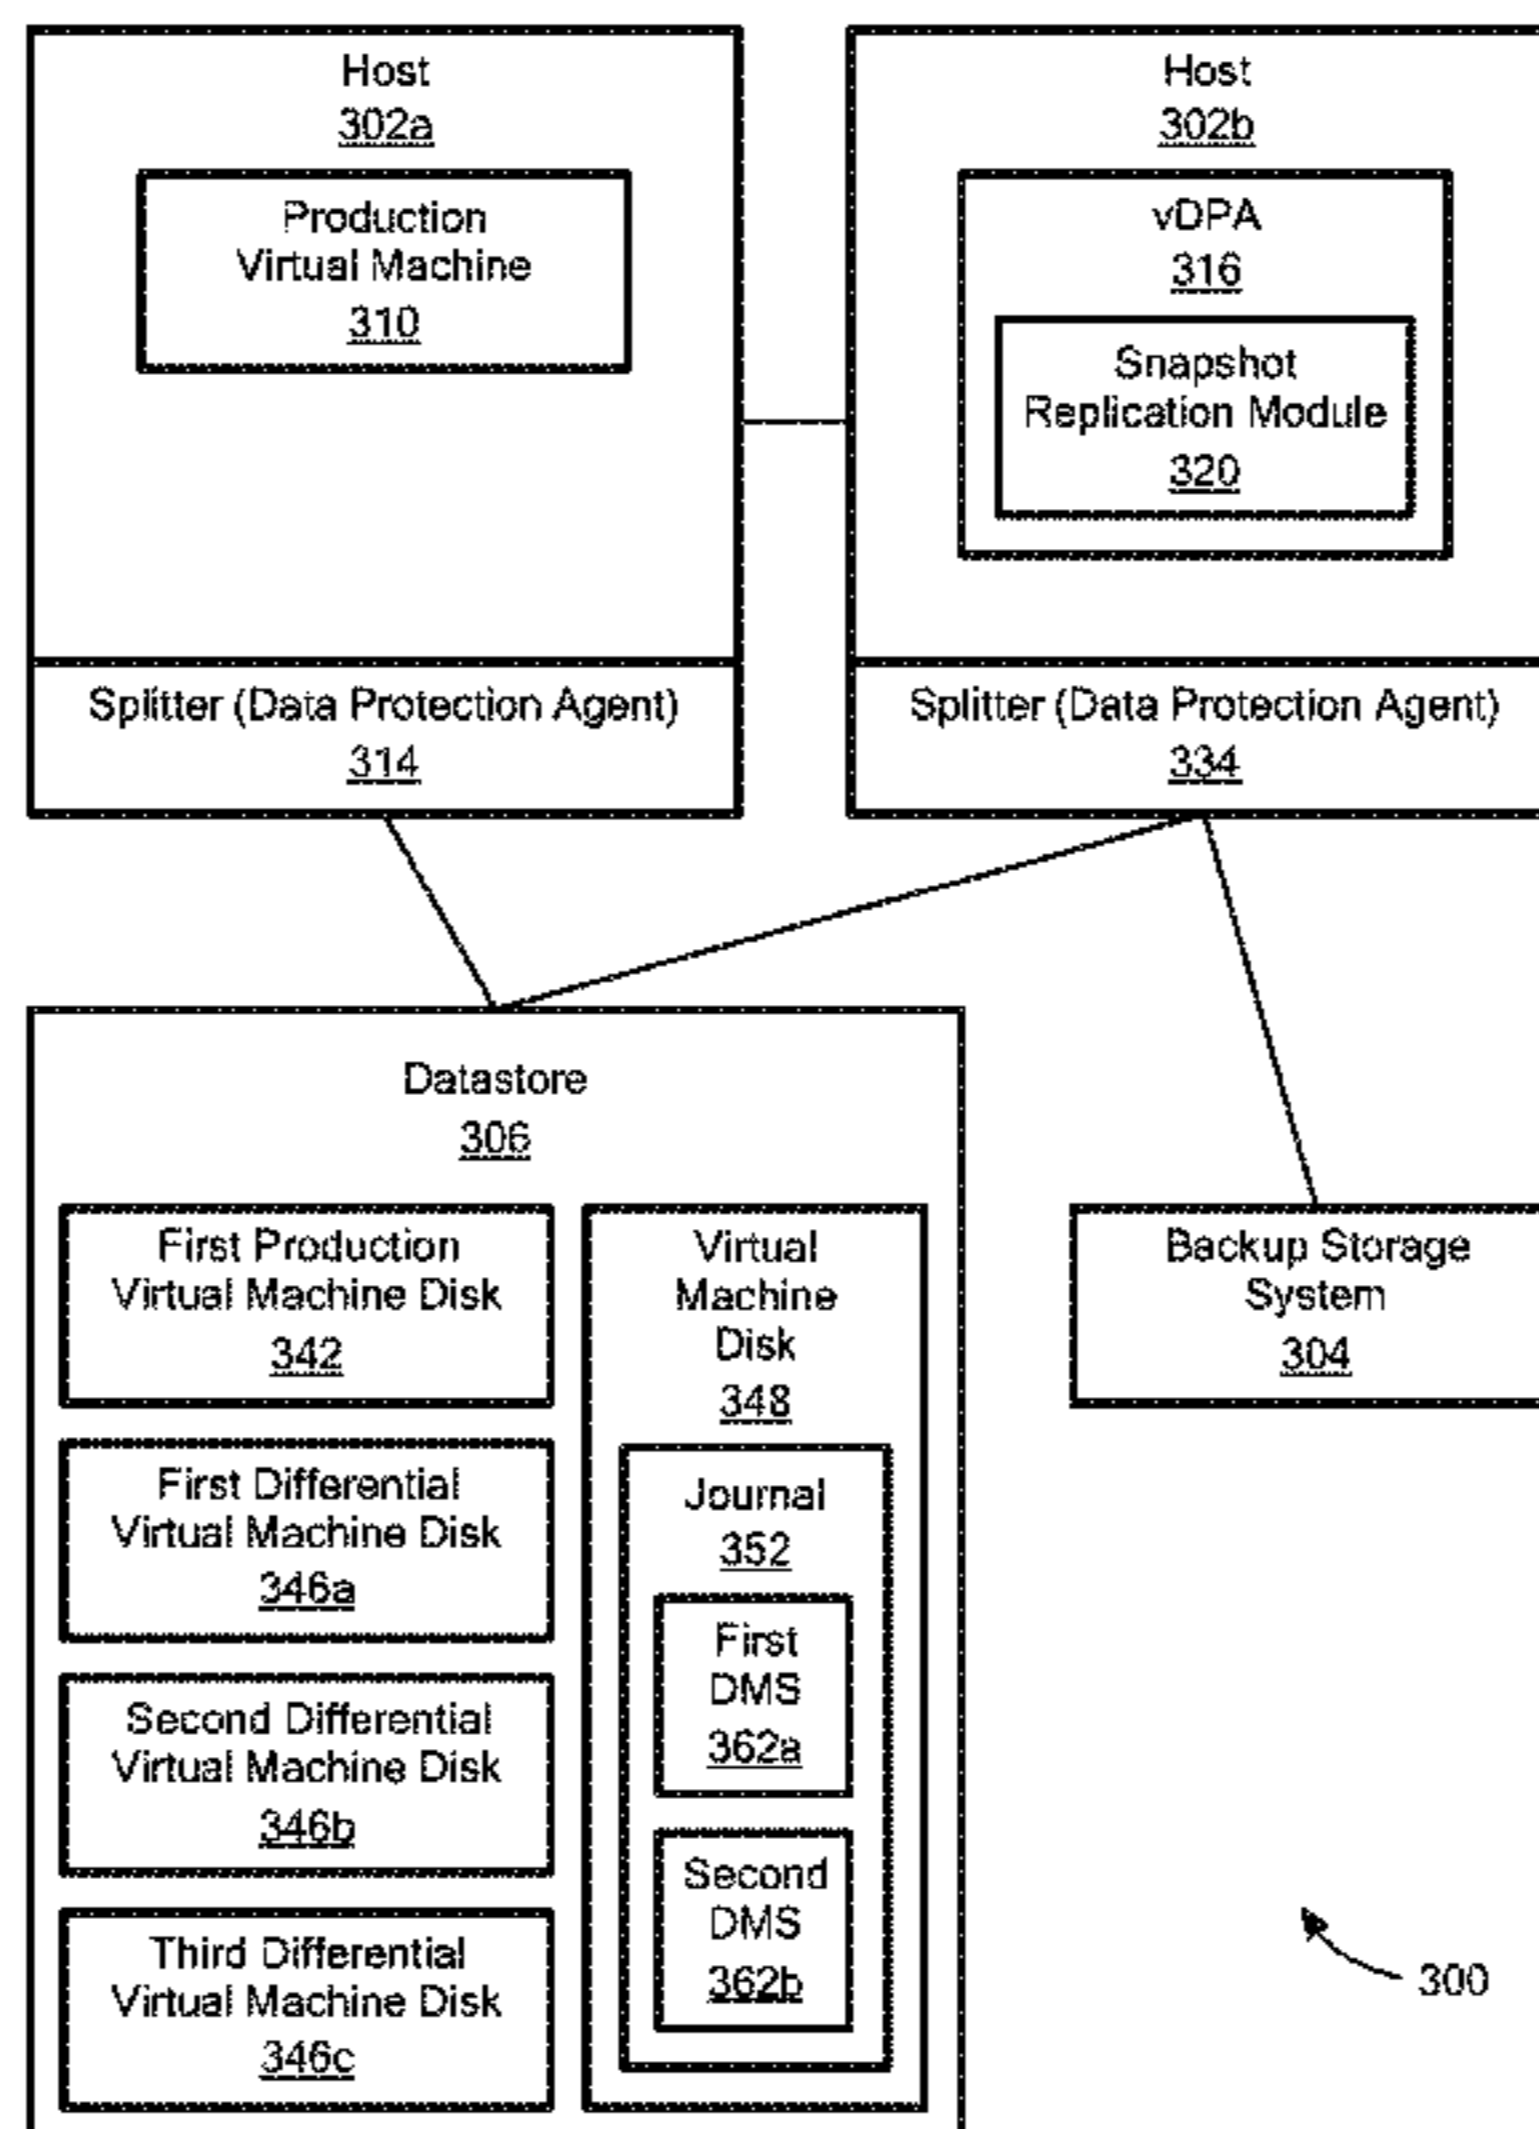 Host
302a
Production
Virtual Machine
310
Splitter (Data Protection Agent)
314
Host
302b
vDPA
316
Snapshot
Replication Module
320
Splitter (Data Protection Agent)
334
Datastore
306
First Production
Virtual Machine Disk
342
First Differential
Virtual Machine Disk
346a
Second Differential
Virtual Machine Disk
346b
Third Differential
Virtual Machine Disk
346c
Virtual
Machine
Disk
348
Journal
352
First
DMS
362a
Second
DMS
362b
Backup Storage
System
304
300